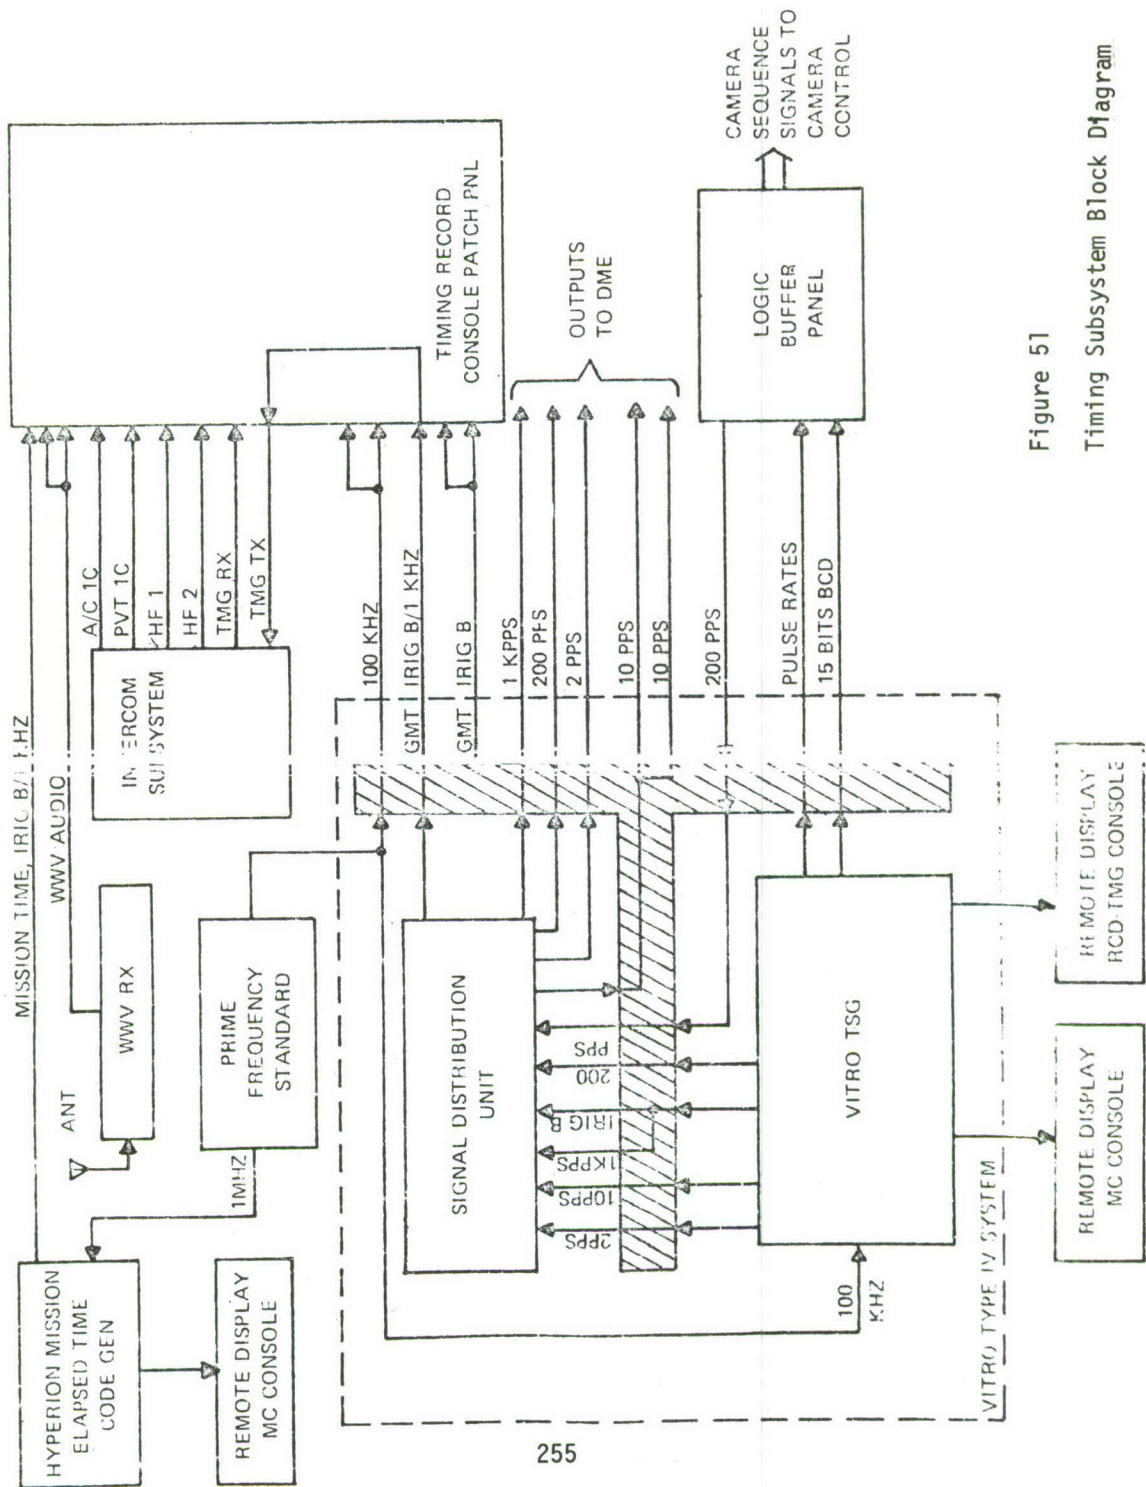 HYPERION MISSION
ELAPSED TIME
CODE GEN
REMOTE DISPLAY
MC CONSOLE
MISSION TIME, IRIG B/1 KHZ
WWV AUDIO
ANT
WWV RX
1MHZ
PRIME
FREQUENCY
STANDARD
INTERCOM
SUBSYSTEM
A/C 1C
PVT 1C
HF 1
HF 2
TMG RX
TMG TX
TIMING RECORD
CONSOLE PATCH PNL
100 KHZ
GMT IRIG B/1 KHZ
GMT IRIG B
1 KPPS
200 PPS
2 PPS
10 PPS
10 PPS
OUTPUTS
TO DME
200 PPS
PULSE RATES
15 BITS BCD
LOGIC
BUFFER
PANEL
CAMERA
SEQUENCE
SIGNALS TO
CAMERA
CONTROL
SIGNAL DISTRIBUTION
UNIT
2PPS
10PPS
1KPPS
IRIG B
200
PPS
VITRO TSG
100
KHZ
VITRO TYPE IV SYSTEM
REMOTE DISPLAY
MC CONSOLE
REMOTE DISPLAY
RCD-TMG CONSOLE
Figure 51
Timing Subsystem Block Diagram
255